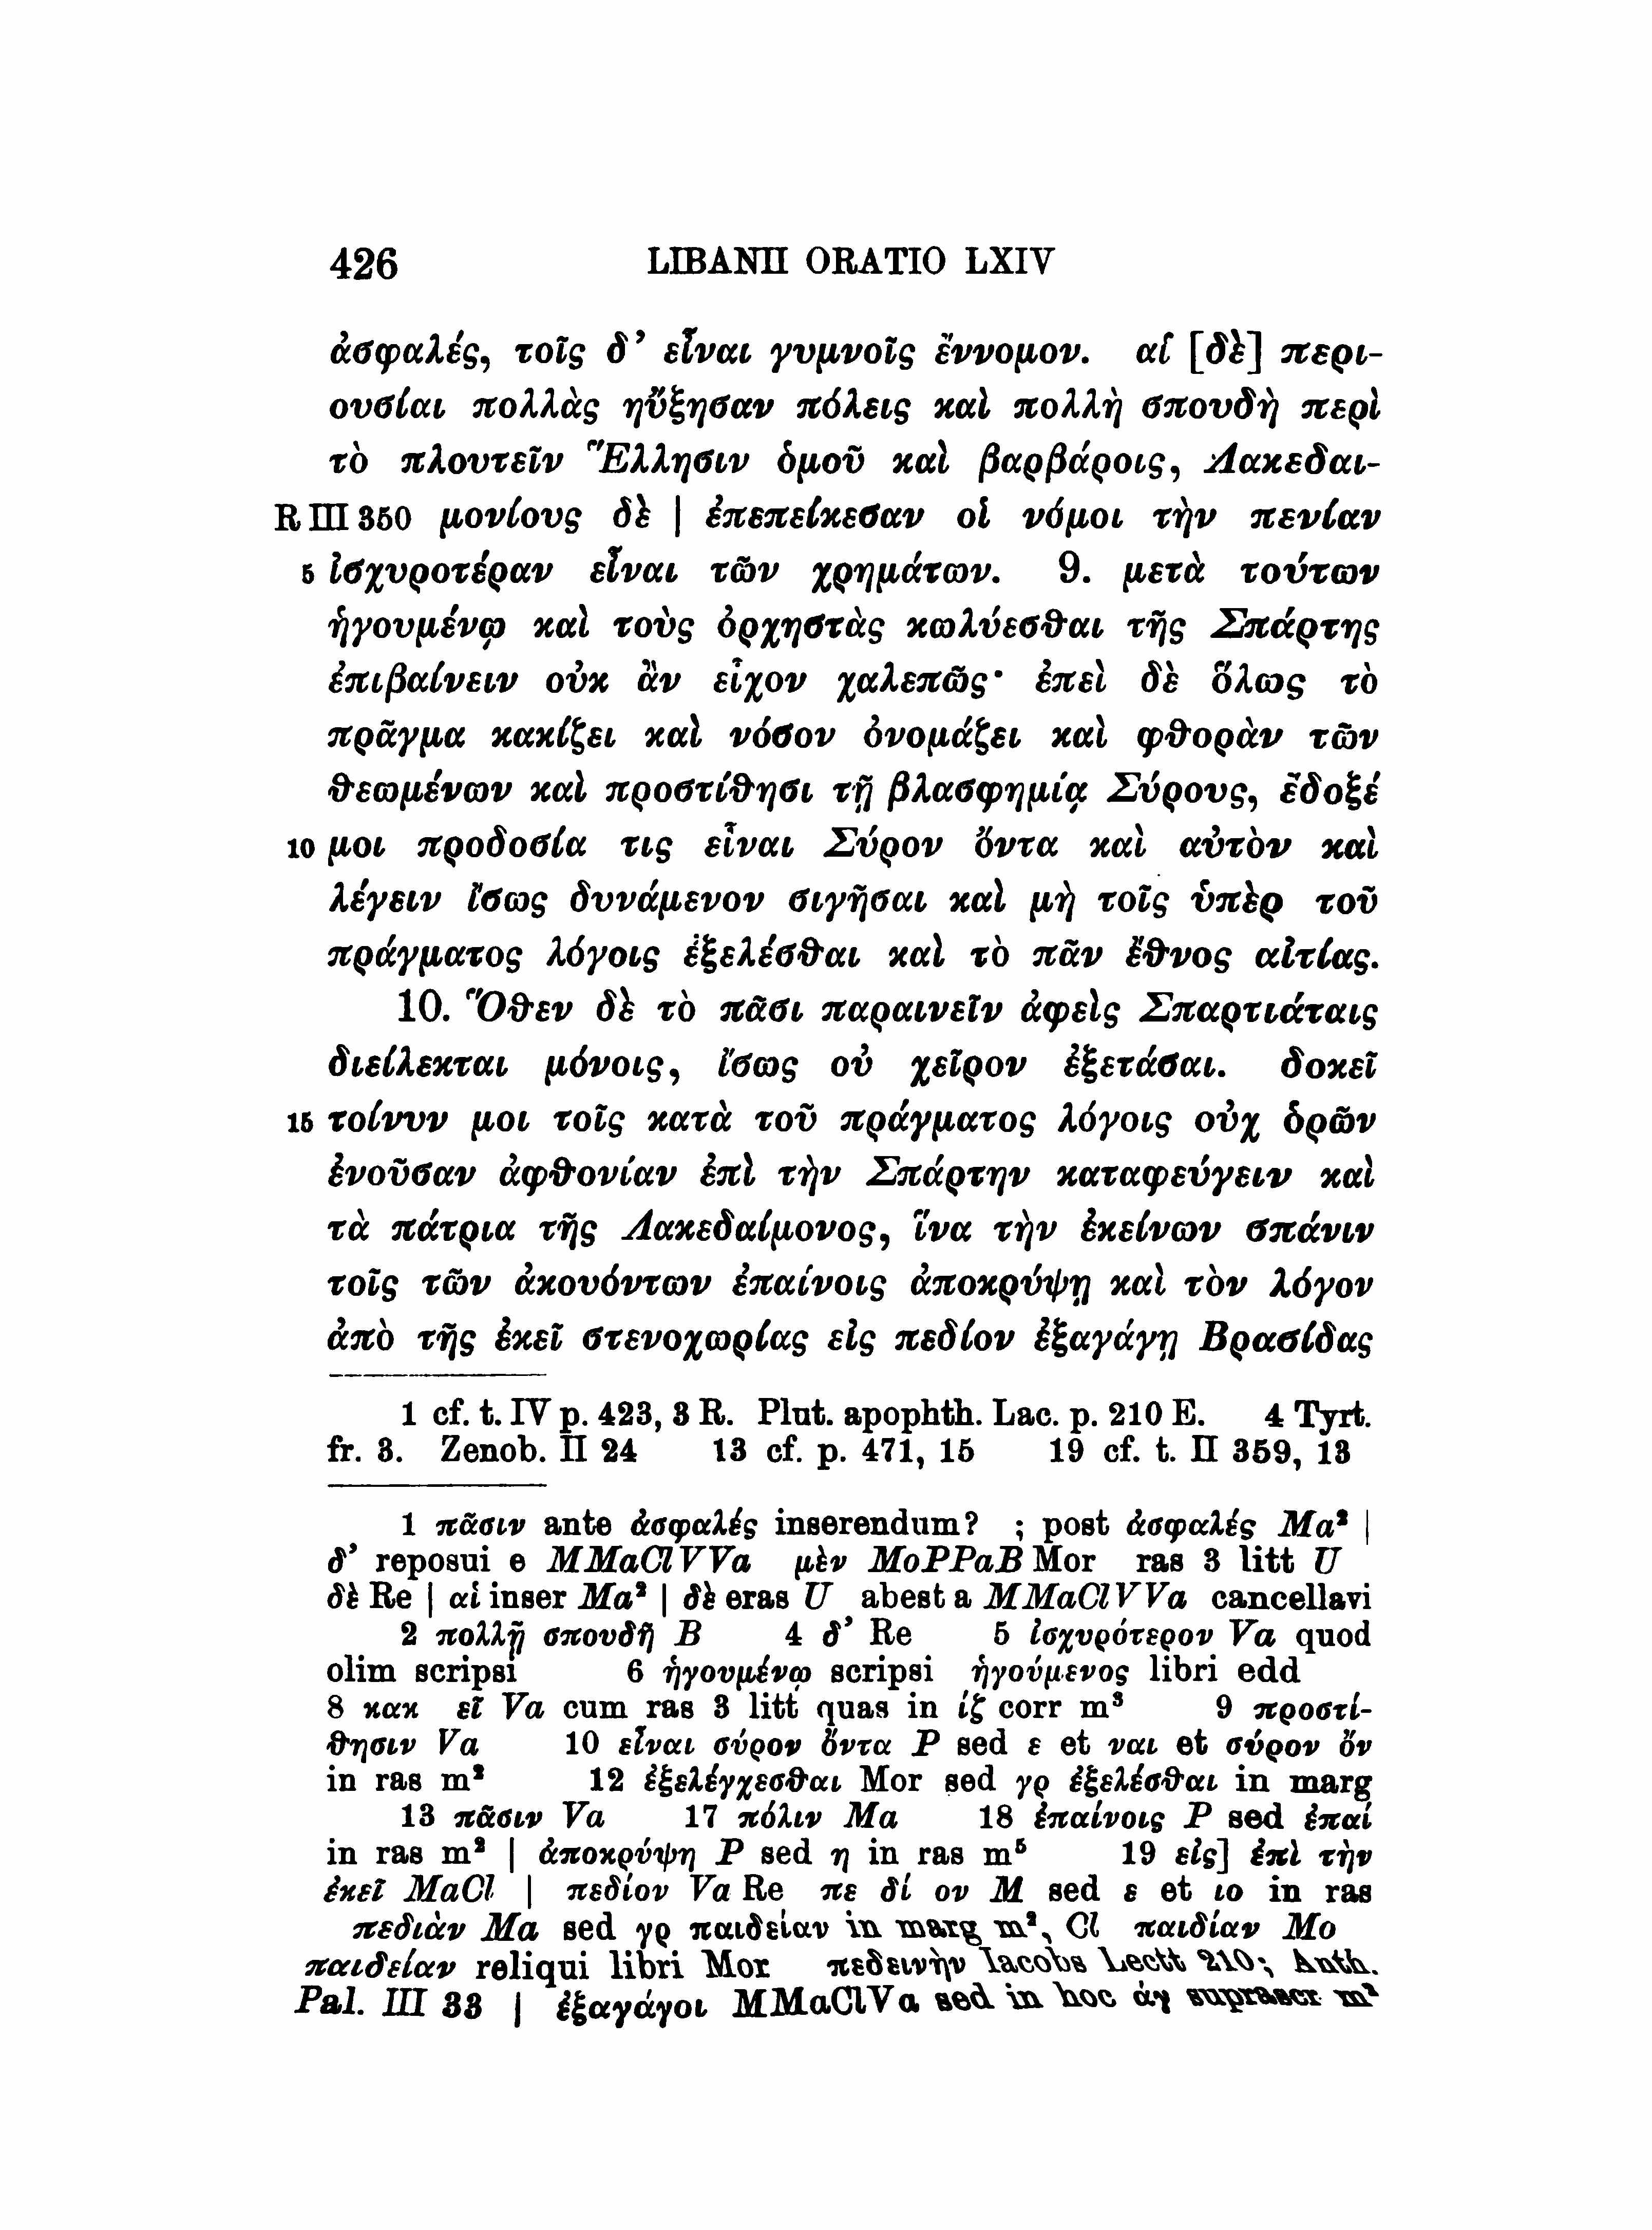 426 LIBANII ORATIO LXIV
ἀσφαλές, τοῖς δ’ εἶναι γυμνοῖς ἔννομον. αἱ [δὲ] περι-
ουσίαι πολλὰς ηὔξησαν πόλεις καὶ πολλὴ σπουδὴ περὶ
τὸ πλουτεῖν Ἕλλησιν ὁμοῦ καὶ βαρβάροις, Λακεδαι-
R III 350 μονίους δὲ | ἐπεπείκεσαν οἱ νόμοι τὴν πενίαν
5 ἰσχυροτέραν εἶναι τῶν χρημάτων. 9. μετὰ τούτων
ἡγουμένῳ καὶ τοὺς ὀρχηστὰς κωλύεσθαι τῆς Σπάρτης
ἐπιβαίνειν οὐκ ἂν εἶχον χαλεπῶς· ἐπεὶ δὲ ὅλως τὸ
πρᾶγμα κακίζει καὶ νόσον ὀνομάζει καὶ φθορὰν τῶν
θεωμένων καὶ προστίθησι τῇ βλασφημίᾳ Σύρους, ἔδοξέ
10 μοι προδοσία τις εἶναι Σύρον ὄντα καὶ αὐτὸν καὶ
λέγειν ἴσως δυνάμενον σιγῆσαι καὶ μὴ τοῖς ὑπὲρ τοῦ
πράγματος λόγοις ἐξελέσθαι καὶ τὸ πᾶν ἔθνος αἰτίας.
10. Ὅθεν δὲ τὸ πᾶσι παραινεῖν ἀφεὶς Σπαρτιάταις
διείλεκται μόνοις, ἴσως οὐ χεῖρον ἐξετάσαι. δοκεῖ
15 τοίνυν μοι τοῖς κατὰ τοῦ πράγματος λόγοις οὐχ ὁρῶν
ἐνοῦσαν ἀφθονίαν ἐπὶ τὴν Σπάρτην καταφεύγειν καὶ
τὰ πάτρια τῆς Λακεδαίμονος, ἵνα τὴν ἐκείνων σπάνιν
τοῖς τῶν ἀκουόντων ἐπαίνοις ἀποκρύψῃ καὶ τὸν λόγον
ἀπὸ τῆς ἐκεῖ στενοχωρίας εἰς πεδίον ἐξαγάγῃ Βρασίδας
1 cf. t. IV p. 423, 3 R. Plut. apophth. Lac. p. 210 E. 4 Tyrt.
fr. 3. Zenob. II 24 13 cf. p. 471, 15 19 cf. t. II 359, 13
1 πᾶσιν ante ἀσφαλές inserendum? ; post ἀσφαλές Ma² |
δ’ reposui e MMaClVVa μὲν MoPPaB Mor ras 3 litt U
δὲ Re | αἱ inser Ma² | δὲ eras U abest a MMaClVVa cancellavi
2 πολλῇ σπουδῇ B 4 δ’ Re 5 ἰσχυρότερον Va quod
olim scripsi 6 ἡγουμένῳ scripsi ἡγούμενος libri edd
8 κακ εῖ Va cum ras 3 litt quas in ίζ corr m³ 9 προστί-
θησιν Va 10 εἶναι σύρον ὄντα P sed ε et ναι et σύρον ὄν
in ras m² 12 ἐξελέγχεσθαι Mor sed γρ ἐξελέσθαι in marg
13 πᾶσιν Va 17 πόλιν Ma 18 ἐπαίνοις P sed ἐπαί
in ras m² | ἀποκρύψῃ P sed η in ras m⁵ 19 εἰς] ἐπὶ τὴν
ἐκεῖ MaCl | πεδίον Va Re πε δί ον M sed ε et ιο in ras
πεδιὰν Ma sed γρ παιδείαν in marg m², Cl παιδίαν Mo
παιδείαν reliqui libri Mor πεδεινὴν Iacobs Lectt 210; Anth.
Pal. III 33 | ἐξαγάγοι MMaClVa sed in hoc άγ suprascr m²